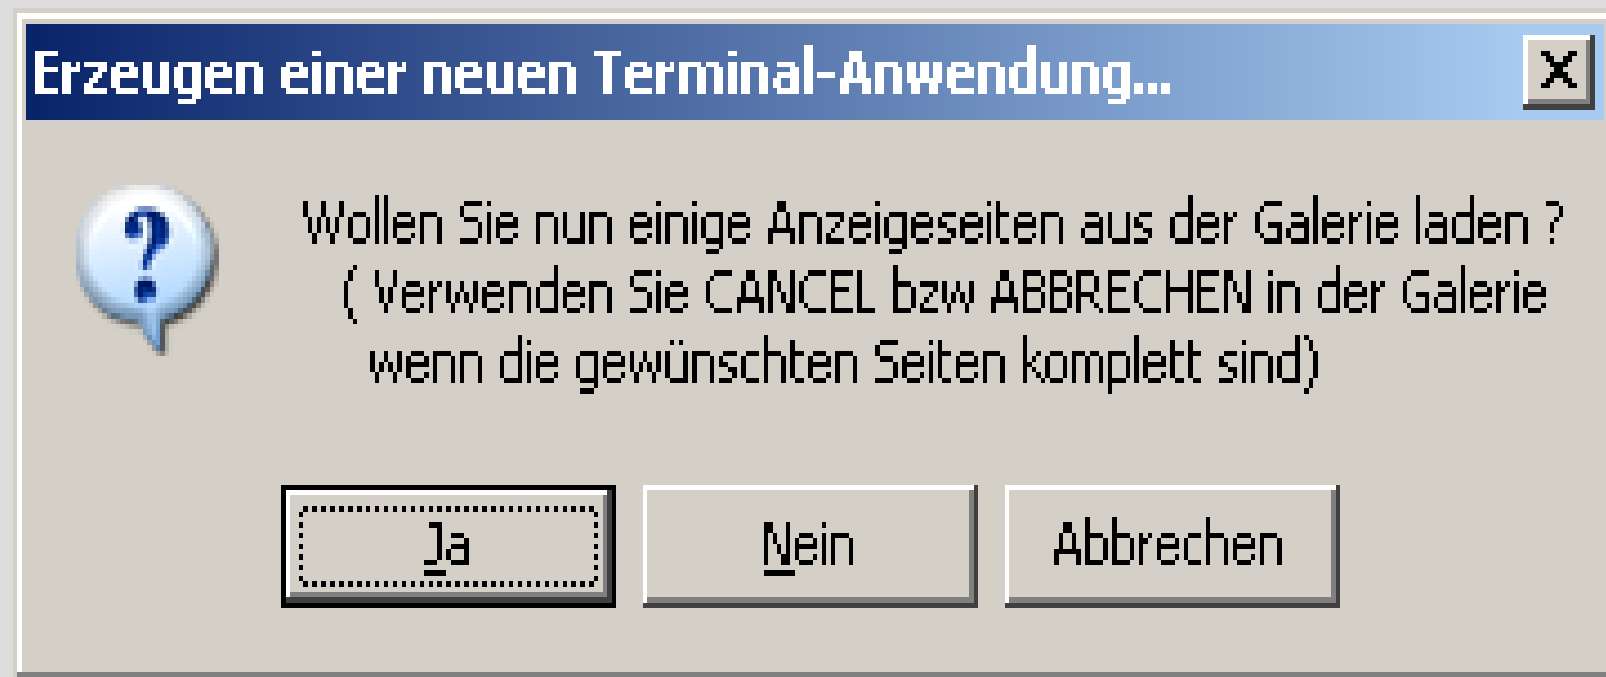 Erzeugen einer neuen Terminal-Anwendung...
Wollen Sie nun einige Anzeigeseiten aus der Galerie laden ?
( Verwenden Sie CANCEL bzw ABBRECHEN in der Galerie
wenn die gewünschten Seiten komplett sind)
Ja Nein Abbrechen